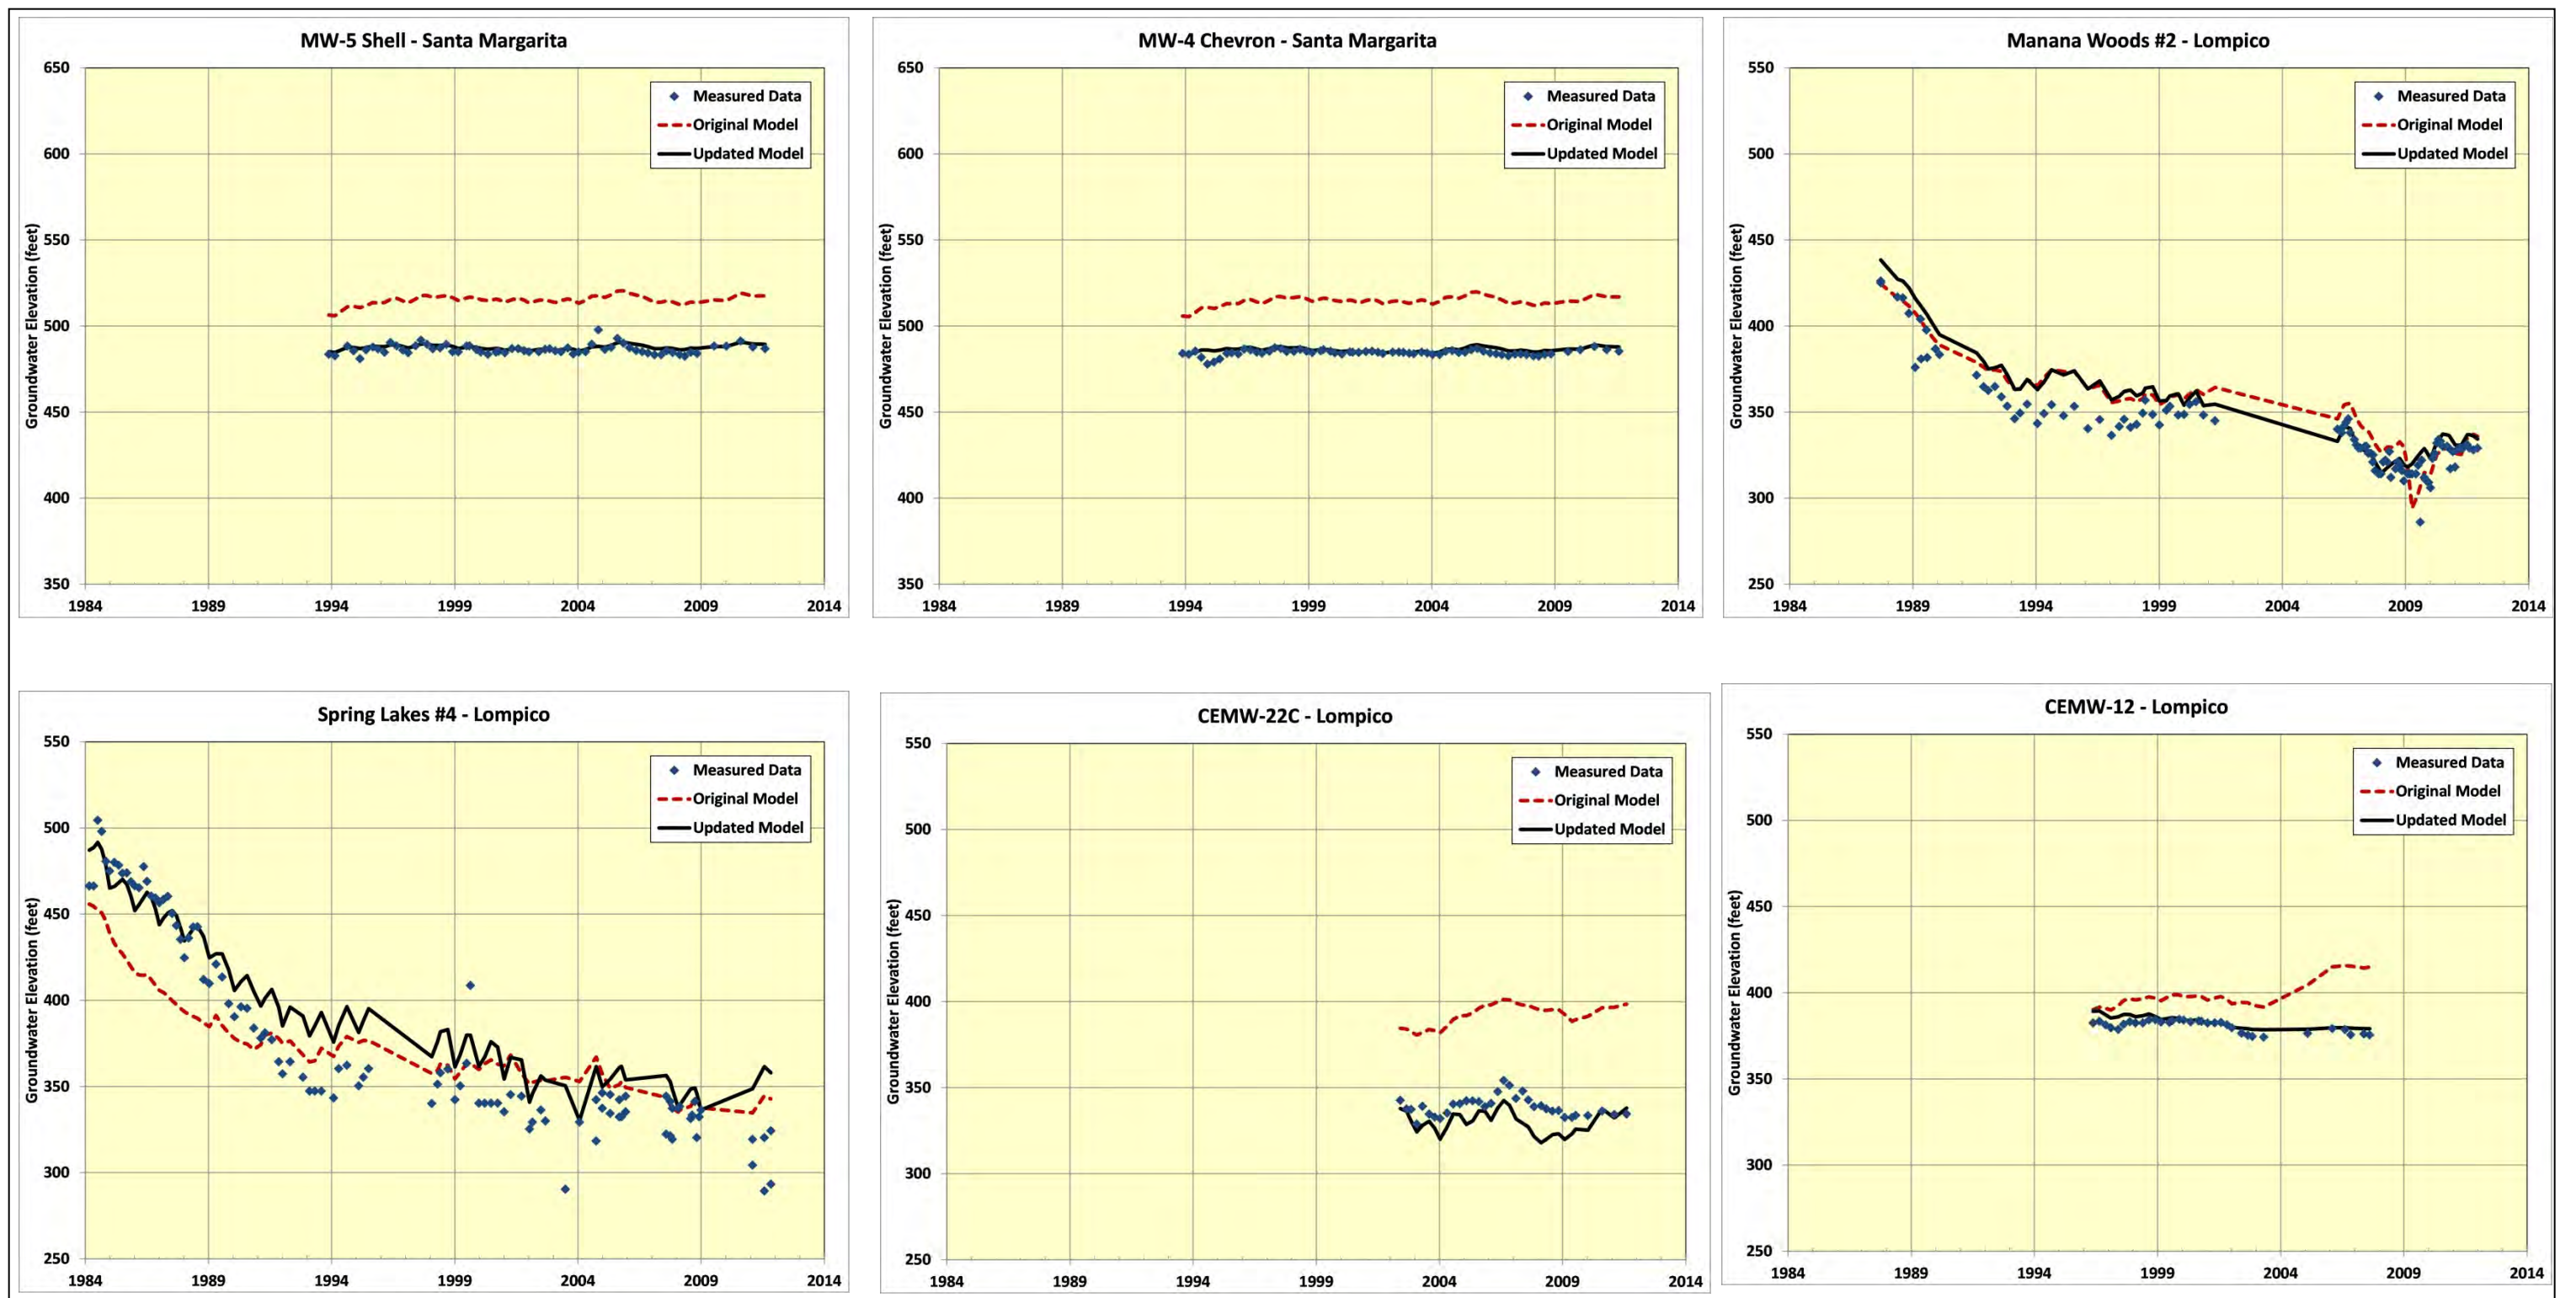 MW-5 Shell - Santa Margarita
Groundwater Elevation (feet)
650
600
550
500
450
400
350
Measured Data
Original Model
Updated Model
1984 1989 1994 1999 2004 2009 2014
MW-4 Chevron - Santa Margarita
Groundwater Elevation (feet)
650
600
550
500
450
400
350
Measured Data
Original Model
Updated Model
1984 1989 1994 1999 2004 2009 2014
Manana Woods #2 - Lompico
Groundwater Elevation (feet)
550
500
450
400
350
300
250
Measured Data
Original Model
Updated Model
1984 1989 1994 1999 2004 2009 2014
Spring Lakes #4 - Lompico
Groundwater Elevation (feet)
550
500
450
400
350
300
250
Measured Data
Original Model
Updated Model
1984 1989 1994 1999 2004 2009 2014
CEMW-22C - Lompico
Groundwater Elevation (feet)
550
500
450
400
350
300
250
Measured Data
Original Model
Updated Model
1984 1989 1994 1999 2004 2009 2014
CEMW-12 - Lompico
Groundwater Elevation (feet)
550
500
450
400
350
300
250
Measured Data
Original Model
Updated Model
1984 1989 1994 1999 2004 2009 2014